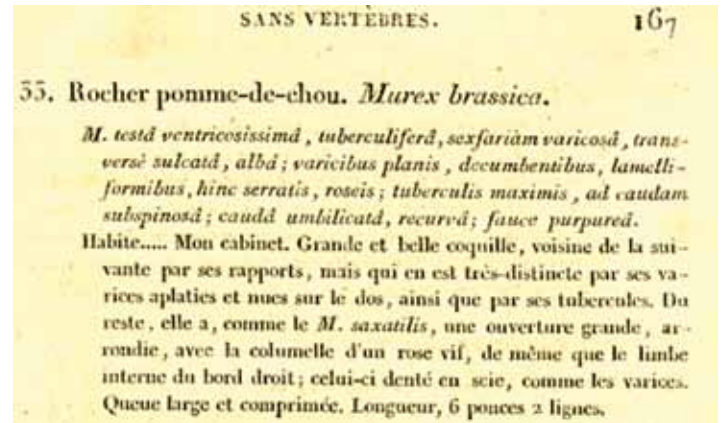 SANS VERTÈBRES. 167
33. Rocher pomme-de-chou. Murex brassica.
M. testâ ventricosissimâ, tuberculiferâ, sexfariàm varicosâ, trans-
versè sulcatâ, albâ; varicibus planis, decumbentibus, lamelli-
formibus, hinc serratis, roseis; tuberculis maximis, ad caudam
subspinosâ; caudâ umbilicatâ, recurvâ; fauce purpureâ.
Habite..... Mon cabinet. Grande et belle coquille, voisine de la sui-
vante par ses rapports, mais qui en est très-distincte par ses va-
rices aplaties et nues sur le dos, ainsi que par ses tubercules. Du
reste, elle a, comme le M. saxatilis, une ouverture grande, ar-
rondie, avec la columelle d'un rose vif, de même que le limbe
interne du bord droit; celui-ci denté en scie, comme les varices.
Queue large et comprimée. Longueur, 6 pouces 2 lignes.